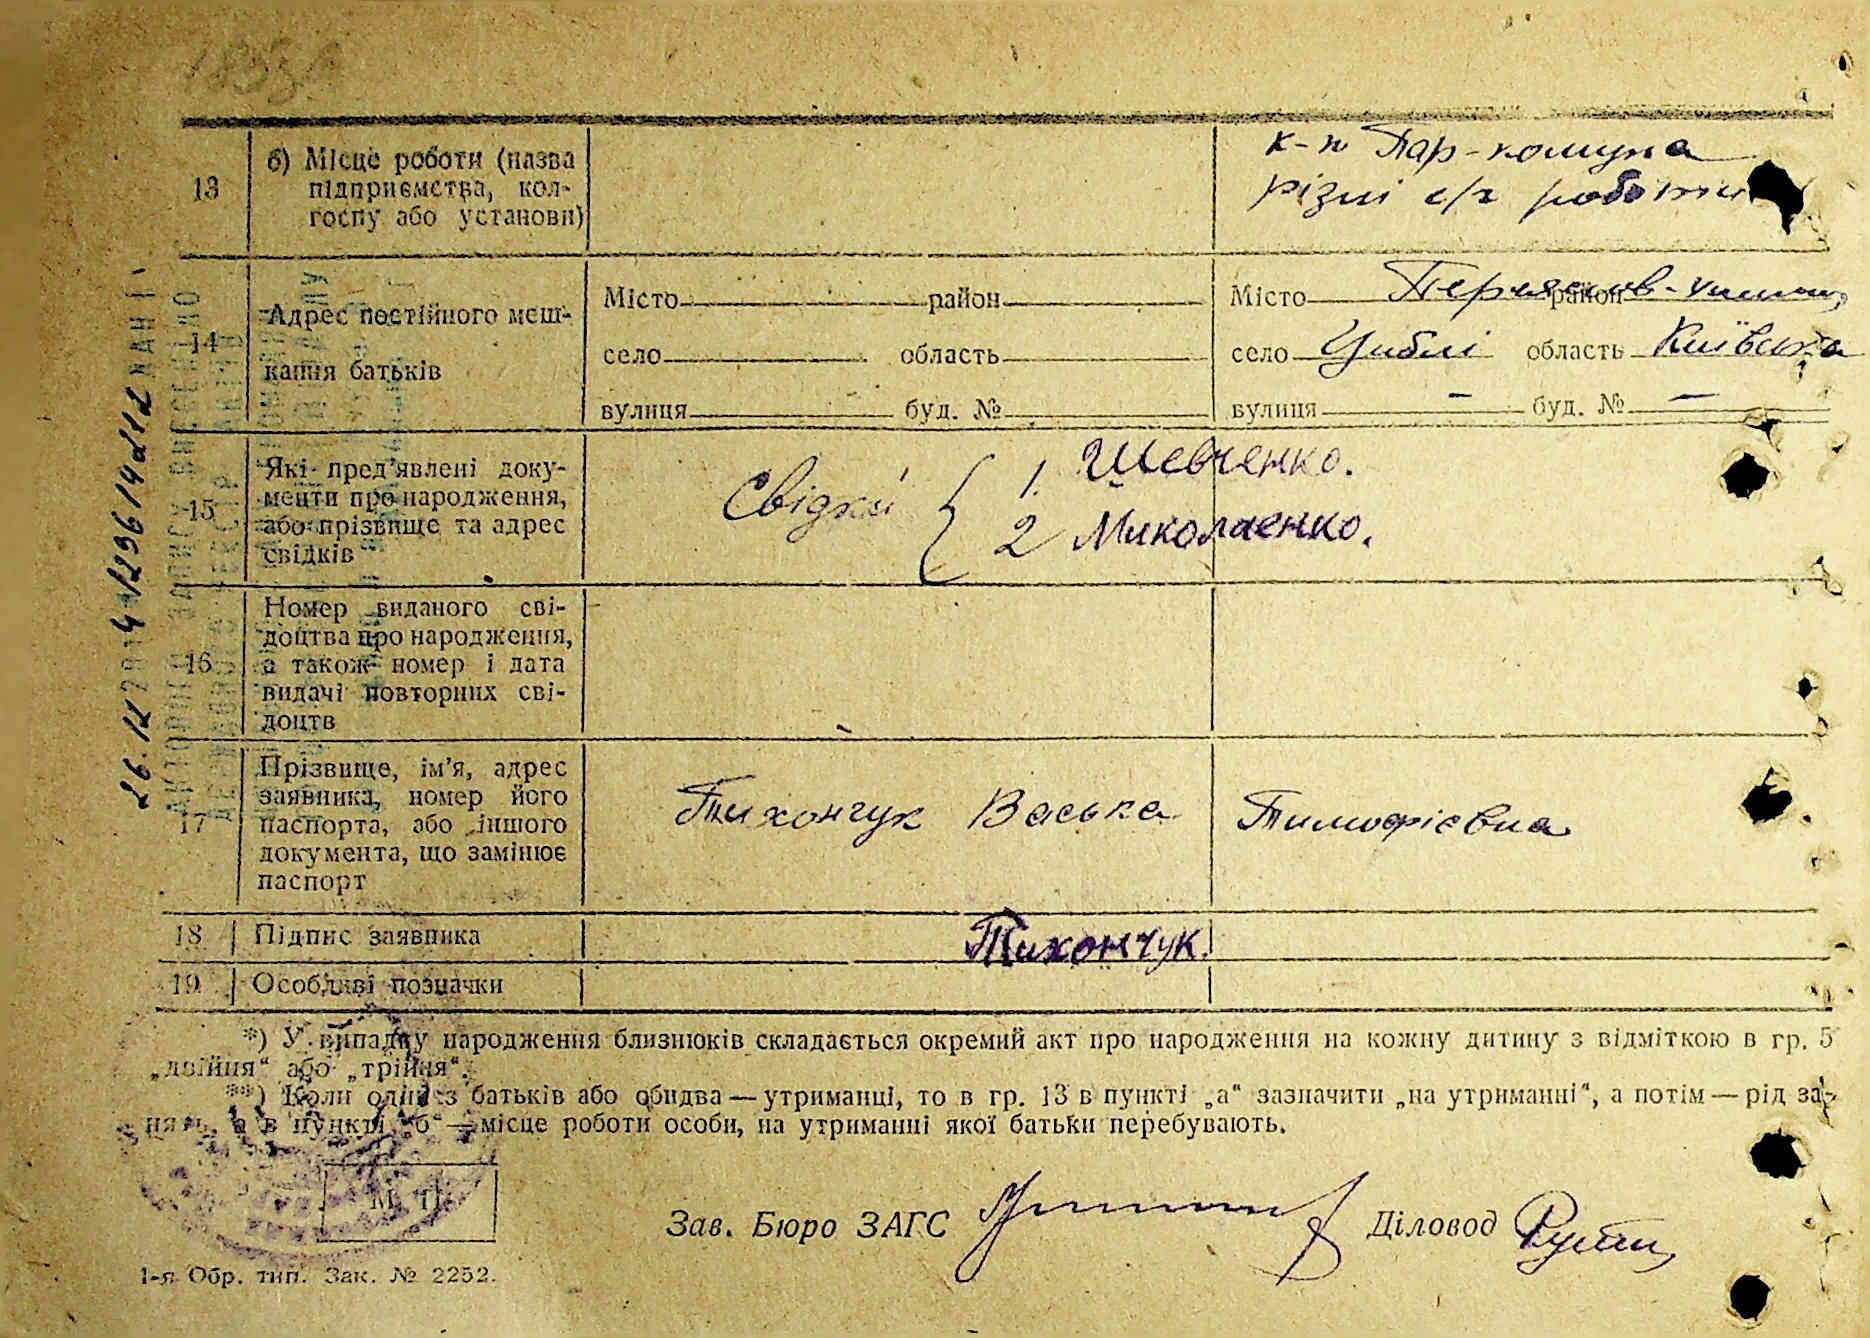 13 б) Місце роботи (назва підприємства, колгоспу або установи)
к-п Пар-комуна
різні с/г роботи
14 Адрес постійного мешкання батьків
Місто район
село область
вулиця буд. №
Місто район Переяслів-
село Циблі область Київська
вулиця – буд. № –
15 Які пред'явлені документи про народження, або прізвище та адрес свідків
Свідки { 1. Шевченко.
2 Миколаенко.
16 Номер виданого свідоцтва про народження, а також номер і дата видачі повторних свідоцтв
17 Прізвище, ім'я, адрес заявника, номер його паспорта, або іншого документа, що замінює паспорт
Тихончук Васька Тимофієвна
18 Підпис заявника
Тихончук.
19 Особливі позначки
*) У випадку народження близнюків складається окремий акт про народження на кожну дитину з відміткою в гр. 5
„двійня“ або „трійня“.
**) Коли один з батьків або обидва—утриманці, то в гр. 13 в пункті „а“ зазначити „на утриманні“, а потім—рід за-
нять, а в пункті „б“—місце роботи особи, на утриманні якої батьки перебувають.
М. П.
Зав. Бюро ЗАГС Діловод
1-я Обр. тип. Зак. № 2252.